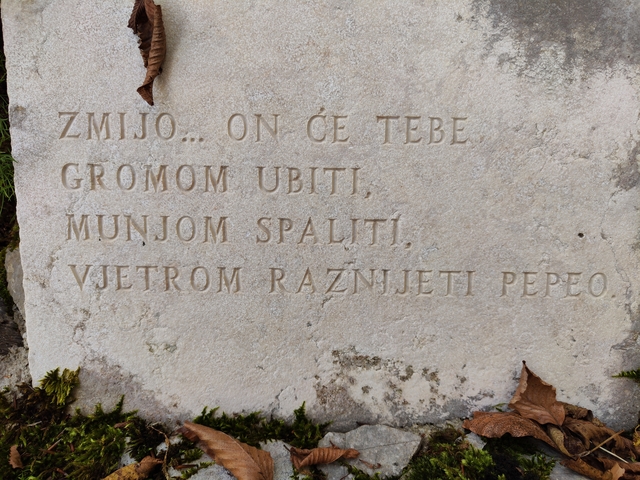 ZMIJO... ON ĆE TEBE
GROMOM UBITI,
MUNJOM SPALITI,
VJETROM RAZNIJETI PEPEO.